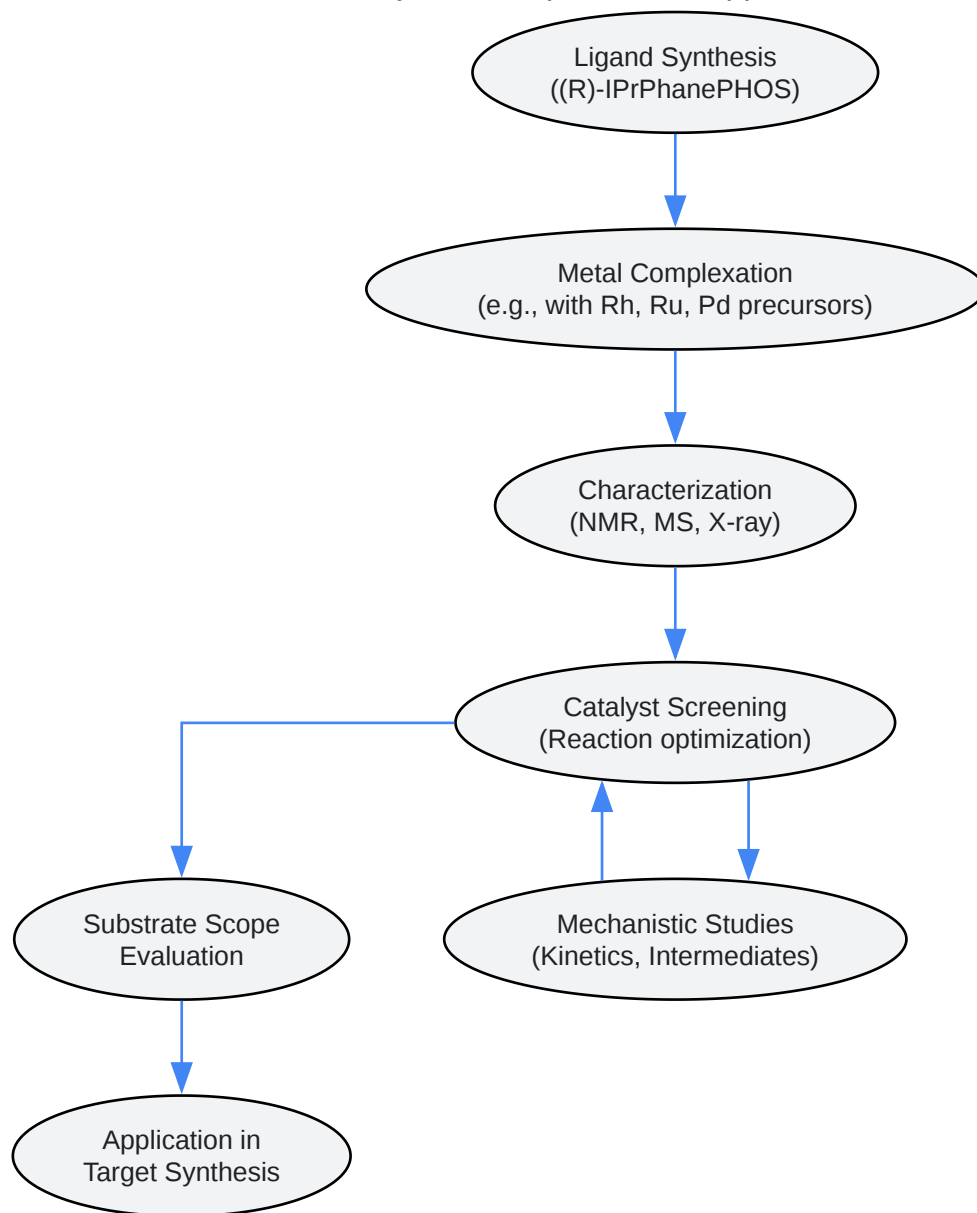 Ligand Synthesis
((R)-IPrPhanePHOS)
Metal Complexation
(e.g., with Rh, Ru, Pd precursors)
Characterization
(NMR, MS, X-ray)
Catalyst Screening
(Reaction optimization)
Substrate Scope
Evaluation
Mechanistic Studies
(Kinetics, Intermediates)
Application in
Target Synthesis